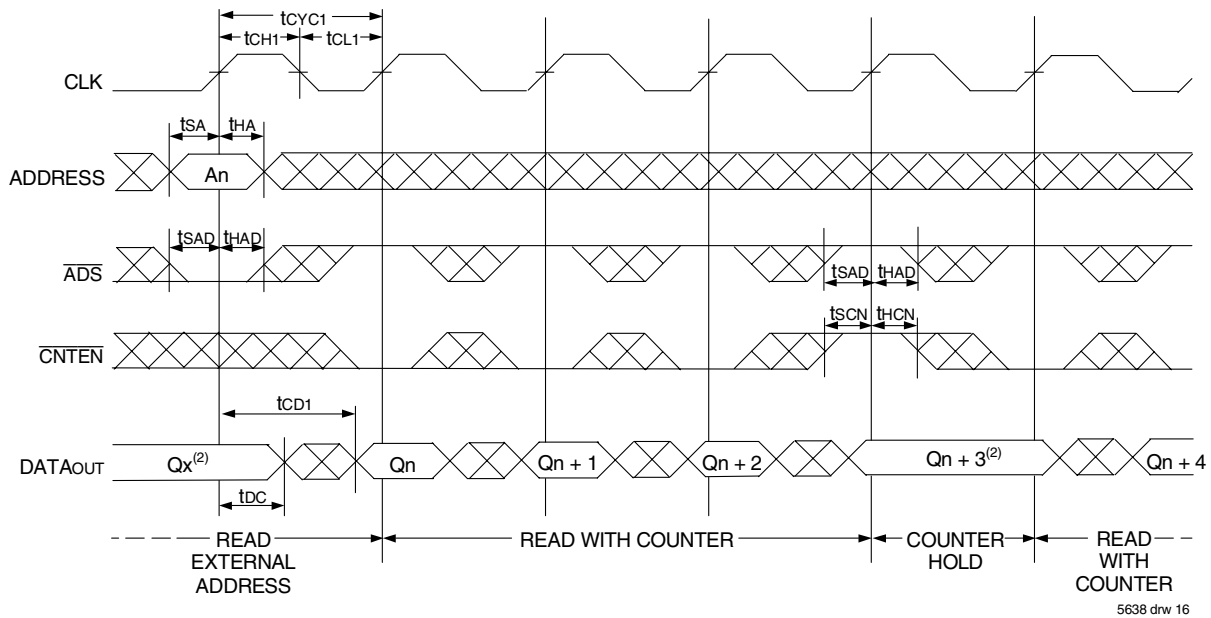 tCYC1
tCH1 tCL1
CLK
tSA tHA
ADDRESS An
tSAD tHAD
ADS
tSAD tHAD
tSCN tHCN
CNTEN
tCD1
DATAOUT Qx(2) Qn Qn + 1 Qn + 2 Qn + 3(2) Qn + 4
tDC
READ EXTERNAL ADDRESS
READ WITH COUNTER
COUNTER HOLD
READ WITH COUNTER
5638 drw 16